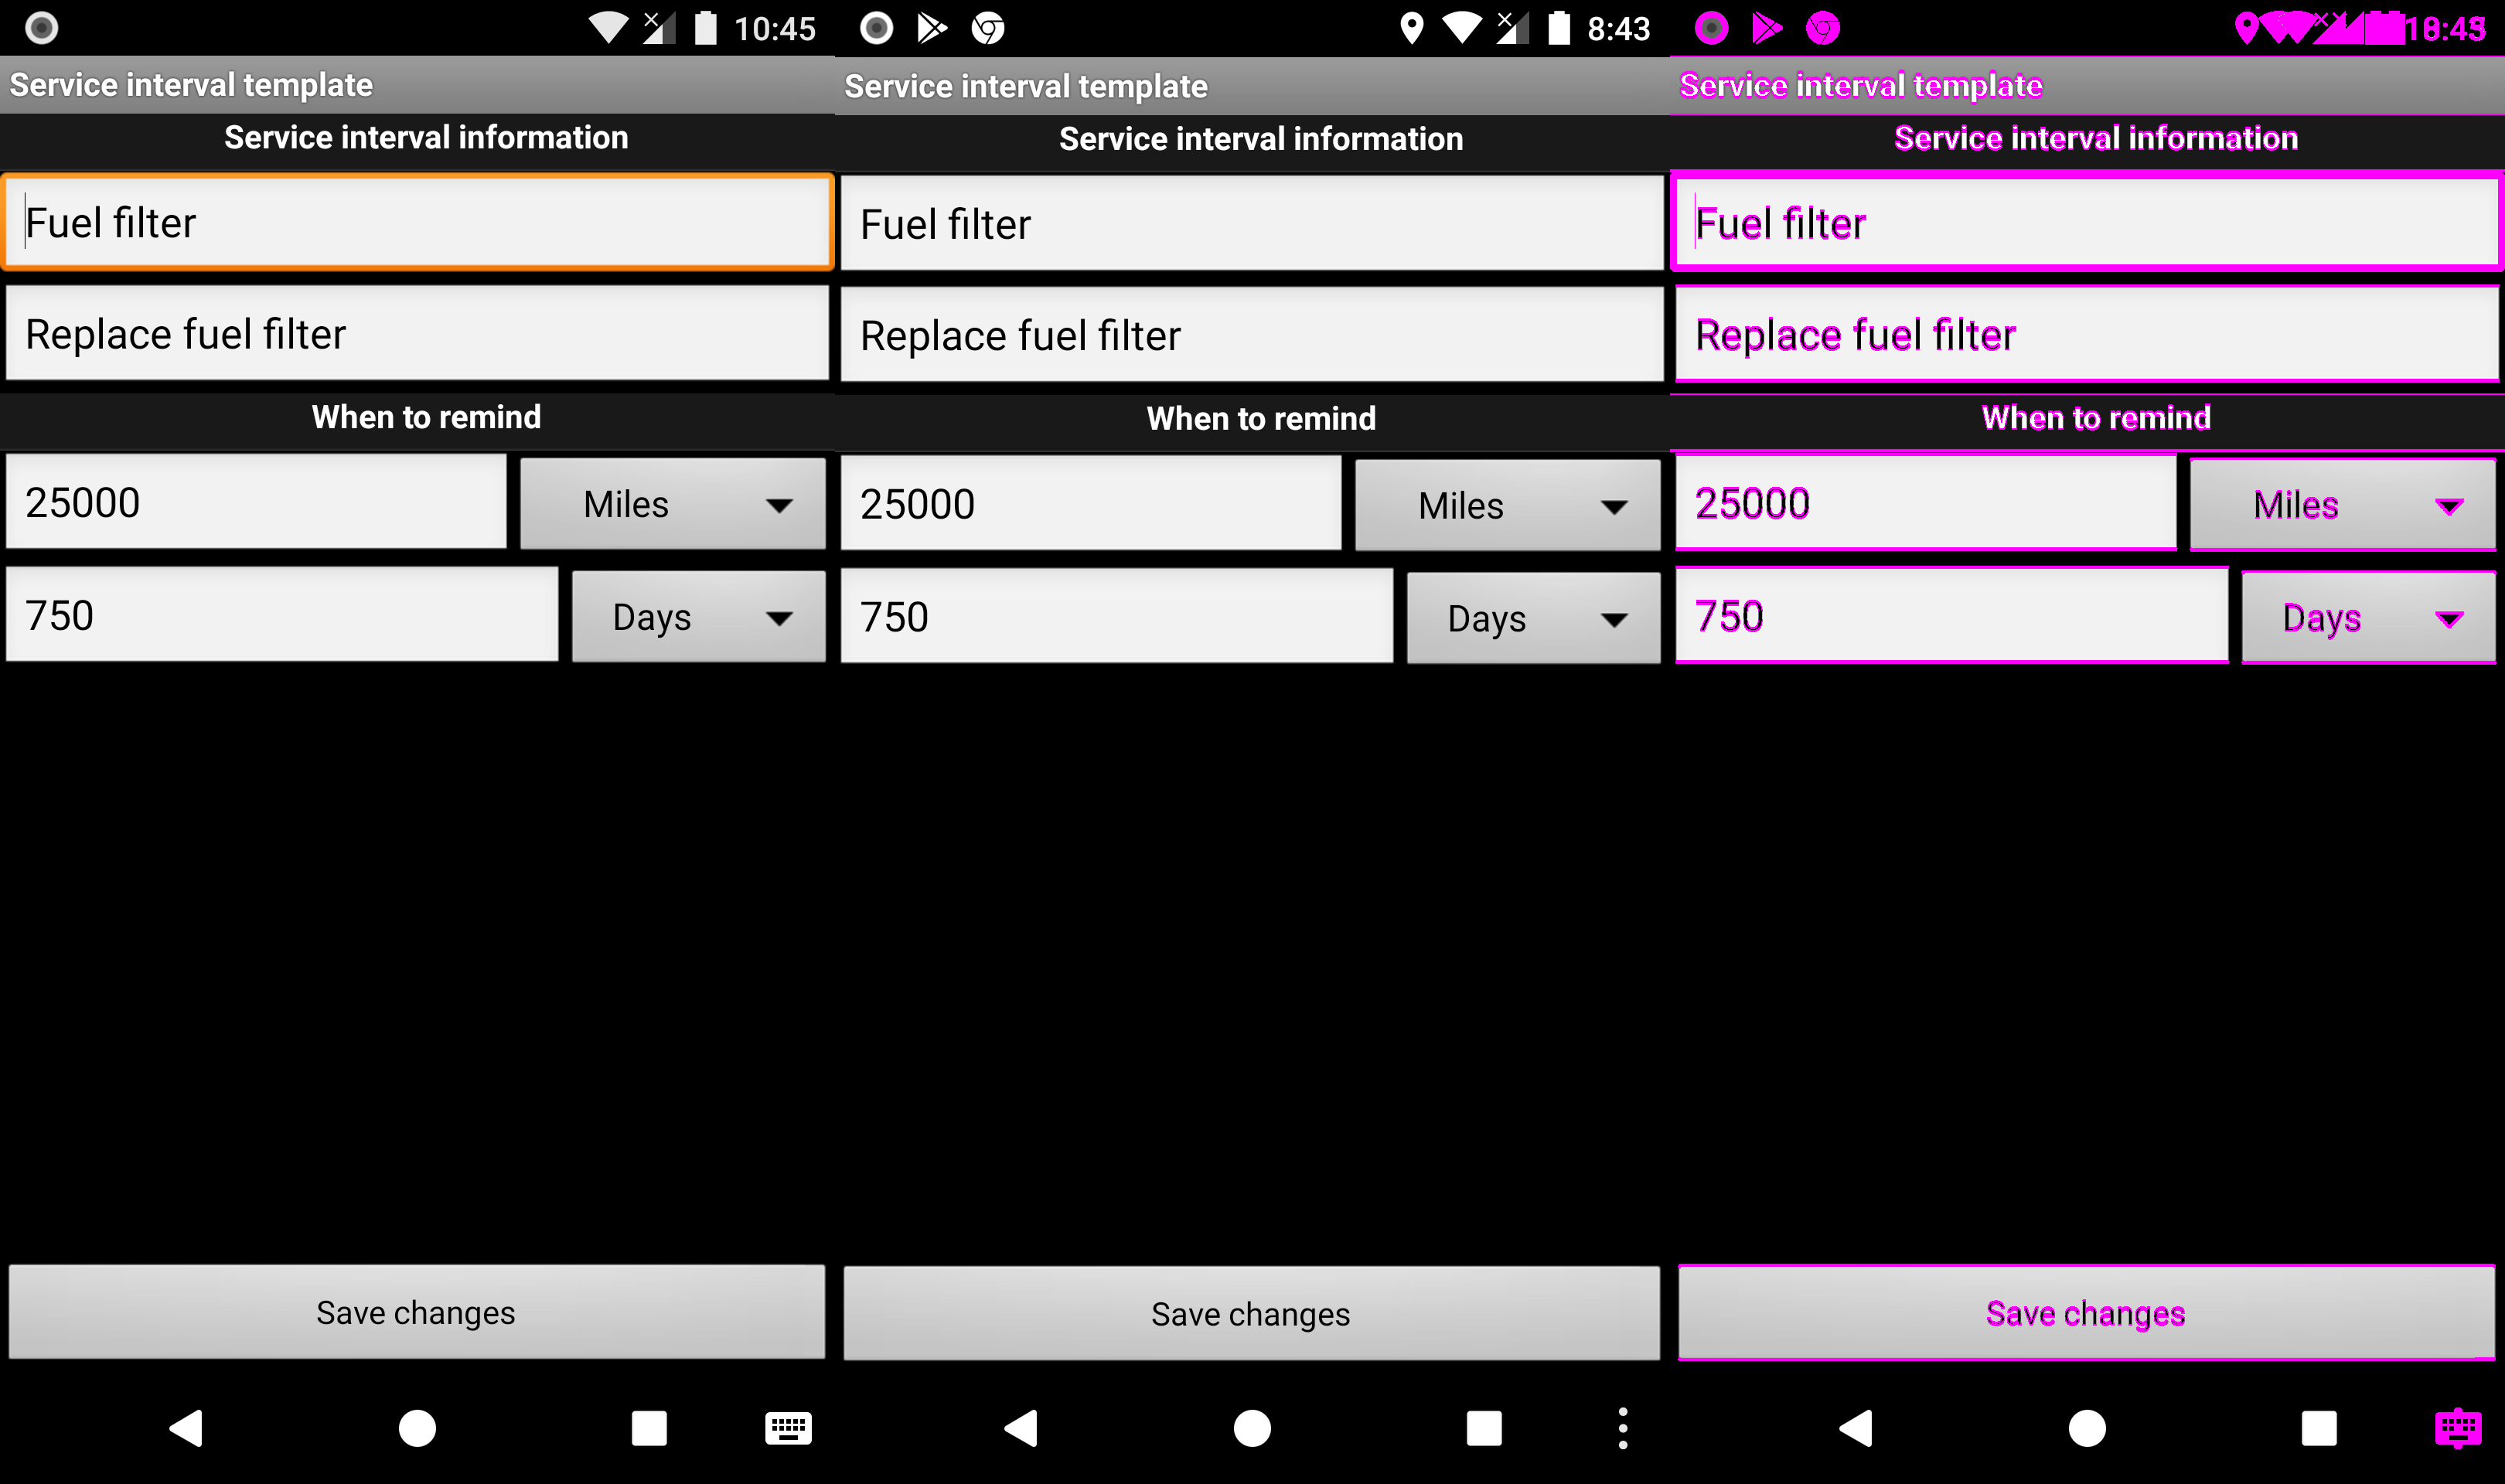 10:45
Service interval template
Service interval information
Fuel filter
Replace fuel filter
When to remind
25000
Miles
750
Days
Save changes
8:43
Service interval template
Service interval information
Fuel filter
Replace fuel filter
When to remind
25000
Miles
750
Days
Save changes
Service interval template
Service interval information
Fuel filter
Replace fuel filter
When to remind
25000
Miles
750
Days
Save changes